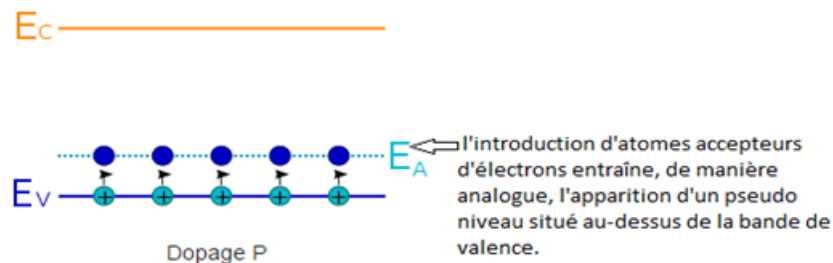 Ec
l'introduction d'atomes accepteurs
d'électrons entraîne, de manière
analogue, l'apparition d'un pseudo
niveau situé au-dessus de la bande de
valence.
EA
Ev
+ + + + +
Dopage P